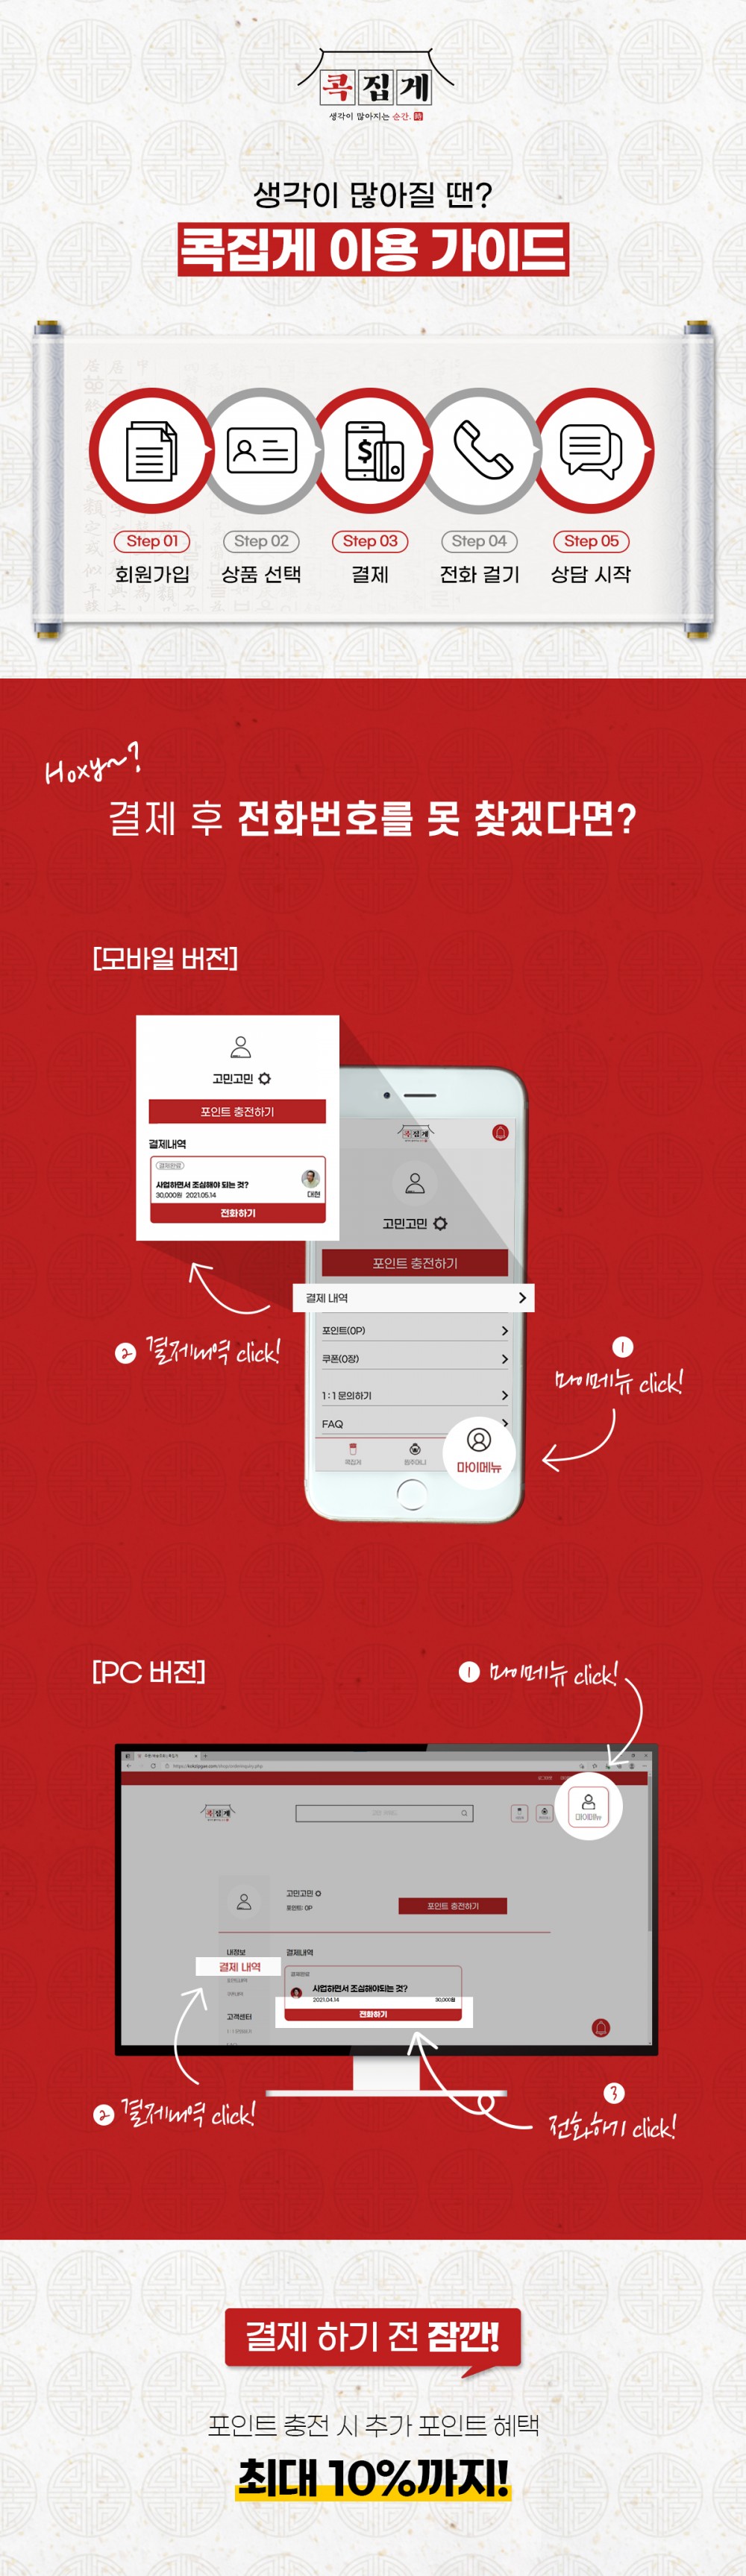 콕집게
생각이 많아지는 순간.
생각이 많아질 땐?
콕집게 이용 가이드
Step 01
Step 02
Step 03
Step 04
Step 05
회원가입
상품 선택
결제
전화 걸기
상담 시작
Hoxy~?
결제 후 전화번호를 못 찾겠다면?
[모바일 버전]
고민고민
포인트 충전하기
결제내역
결제완료
사업하면서 조심해야 되는 것?
30,000원 2021.05.14
대현
전화하기
콕집게
고민고민
포인트 충전하기
결제 내역
포인트(0P)
쿠폰(0장)
1:1 문의하기
FAQ
콕집게
마이메뉴
2 결제내역 click!
1
마이메뉴 click!
[PC 버전]
1 마이메뉴 click!
콕집게
마이메뉴
고민고민
포인트: 0P
포인트 충전하기
내정보
결제 내역
고객센터
결제내역
결제완료
사업하면서 조심해야되는 것?
2021.04.14
30,000원
전화하기
2 결제내역 click!
3
전화하기 click!
결제 하기 전 잠깐!
포인트 충전 시 추가 포인트 혜택
최대 10%까지!